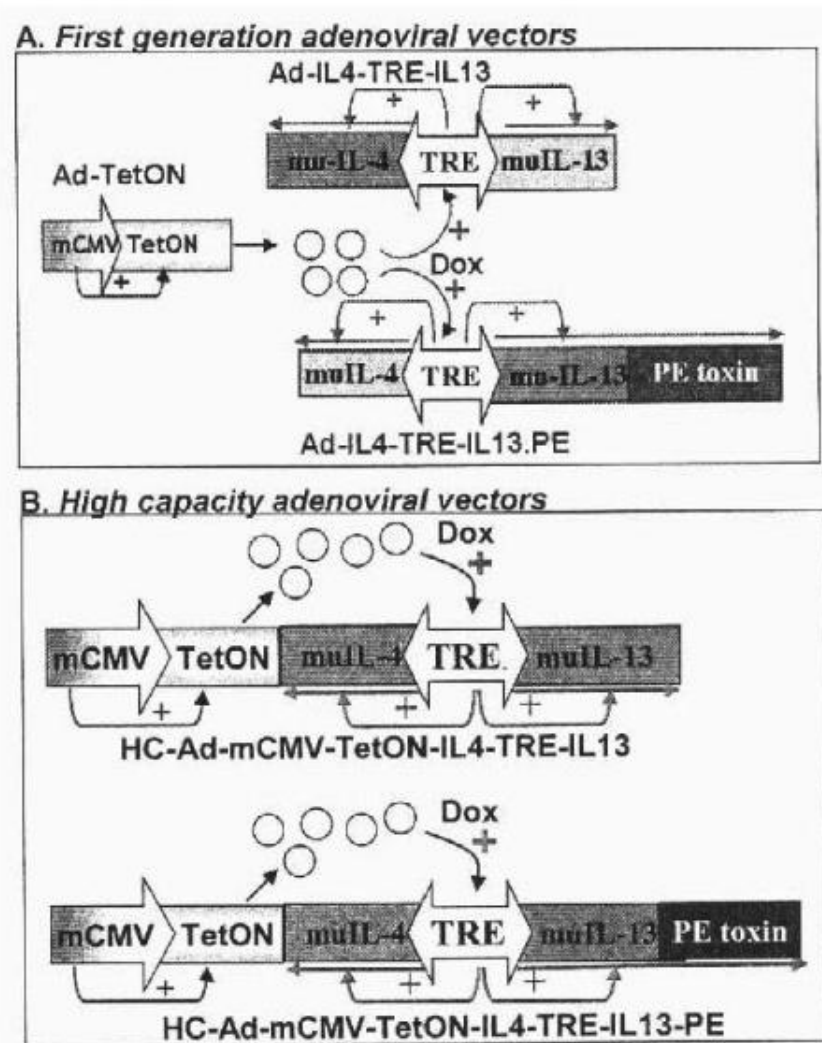 A. First generation adenoviral vectors
Ad-IL4-TRE-IL13
+ +
mu-IL-4 TRE muIL-13
Ad-TetON
mCMV TetON
+
+
Dox
+
+ +
muIL-4 TRE mu-IL-13 PE toxin
Ad-IL4-TRE-IL13.PE
B. High capacity adenoviral vectors
Dox
+
mCMV TetON muIL-4 TRE muIL-13
+ + +
HC-Ad-mCMV-TetON-IL4-TRE-IL13
Dox
+
mCMV TetON muIL-4 TRE muIL-13 PE toxin
+ + +
HC-Ad-mCMV-TetON-IL4-TRE-IL13-PE